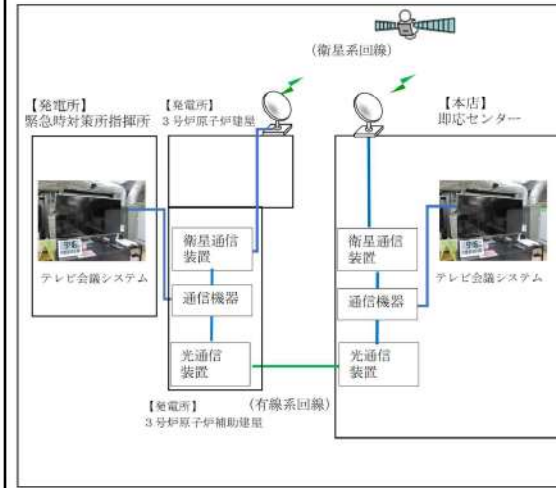 (衛星系回線)
【発電所】
緊急時対策所指揮所
【発電所】
3号炉原子炉建屋
【本店】
即応センター
テレビ会議システム
衛星通信
装置
通信機器
光通信
装置
衛星通信
装置
通信機器
光通信
装置
テレビ会議システム
【発電所】
3号炉原子炉補助建屋
(有線系回線)